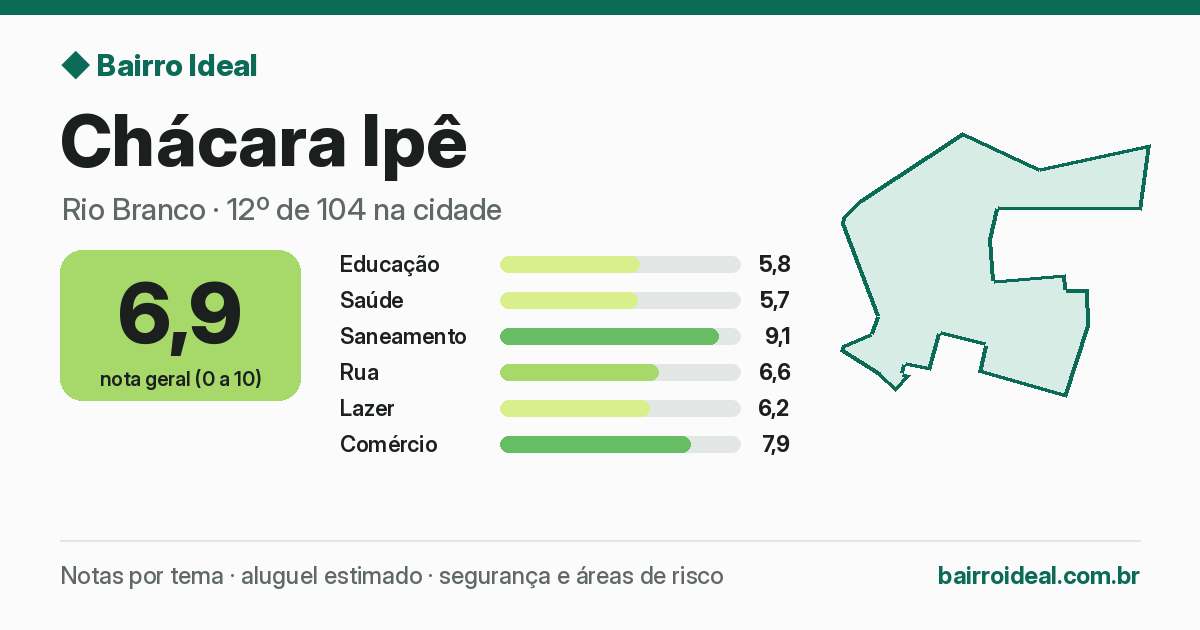 Bairro Ideal
Chácara Ipê
Rio Branco · 12º de 104 na cidade
6,9
nota geral (0 a 10)
Educação 5,8
Saúde 5,7
Saneamento 9,1
Rua 6,6
Lazer 6,2
Comércio 7,9
Notas por tema · aluguel estimado · segurança e áreas de risco
bairroideal.com.br